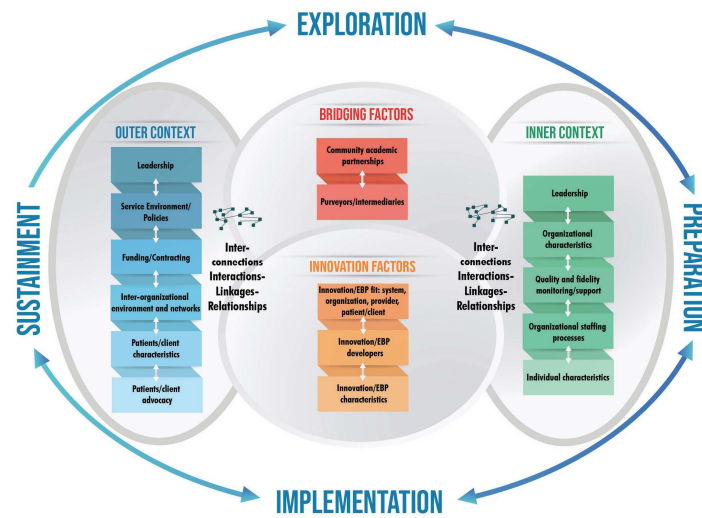 EXPLORATION
BRIDGING FACTORS
OUTER CONTEXT
INNER CONTEXT
Community academic
partnerships
Purveyors/Intermediaries
Leadership
Service Environment/
Policies
Funding/Contracting
Inter-organizational
environment and networks
Patients/client
characteristics
Patients/client
advocacy
Inter-
connections
Interactions-
Linkages-
Relationships
INNOVATION FACTORS
Innovation/EBP fit: system,
organization, provider,
patient/client
Innovation/EBP
developers
Innovation/EBP
characteristics
Inter-
connections
Interactions-
Linkages-
Relationships
Leadership
Organizational
characteristics
Quality and fidelity
monitoring/support
Organizational staffing
processes
Individual characteristics
SUSTAINMENT
PREPARATION
IMPLEMENTATION